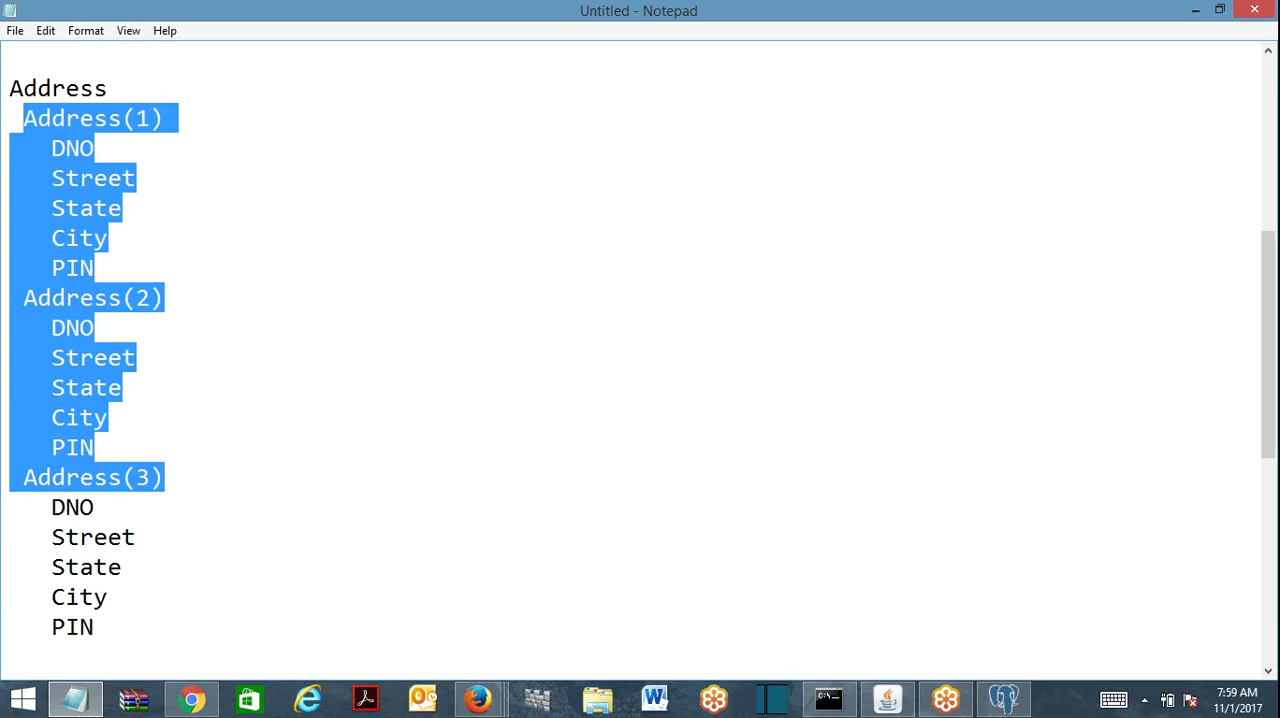 Untitled - Notepad
File Edit Format View Help
Address
Address(1)
DNO
Street
State
City
PIN
Address(2)
DNO
Street
State
City
PIN
Address(3)
DNO
Street
State
City
PIN
7:59 AM
11/1/2017